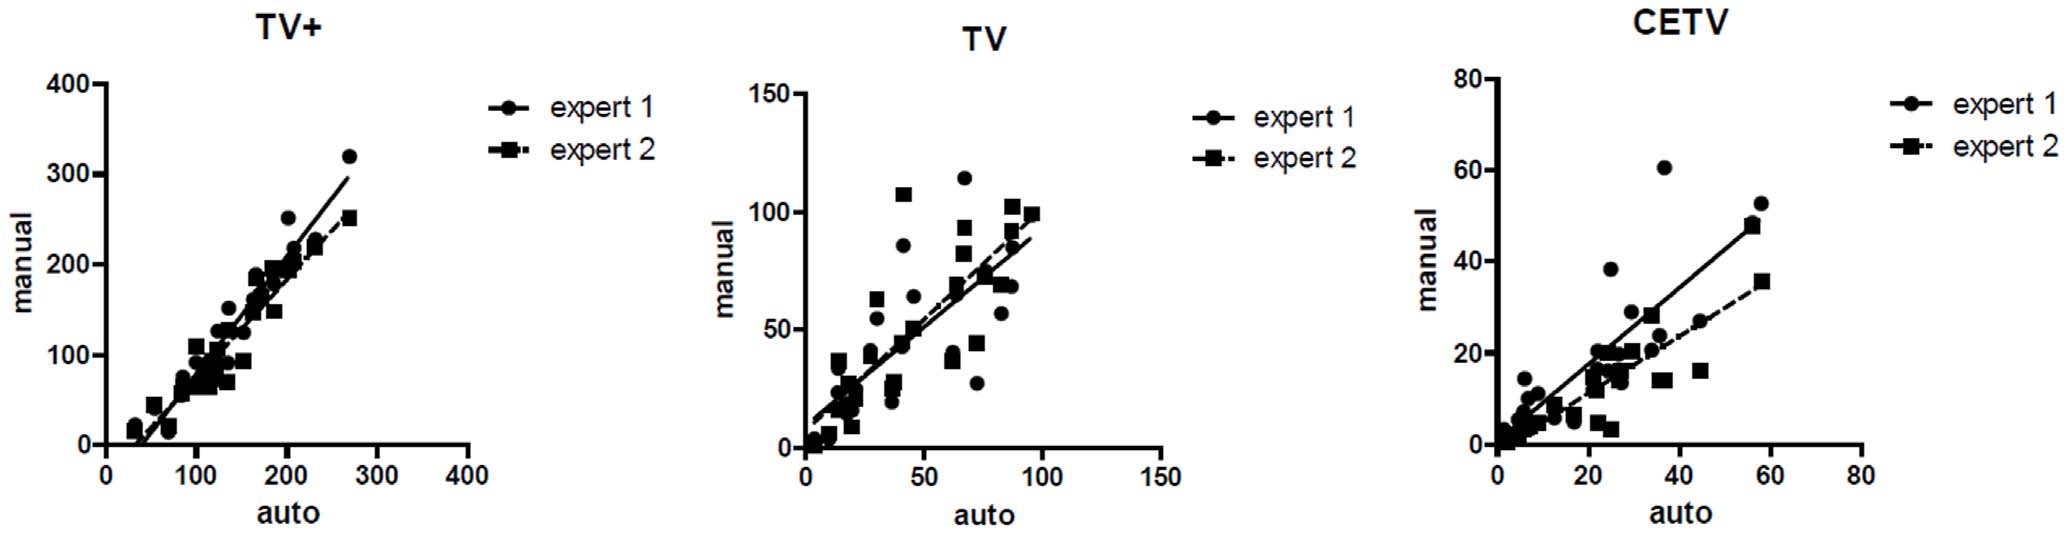 TV+
400
300
200
100
0
manual
0 100 200 300 400
auto
expert 1
expert 2
TV
150
100
50
0
manual
0 50 100 150
auto
expert 1
expert 2
CETV
80
60
40
20
0
manual
0 20 40 60 80
auto
expert 1
expert 2